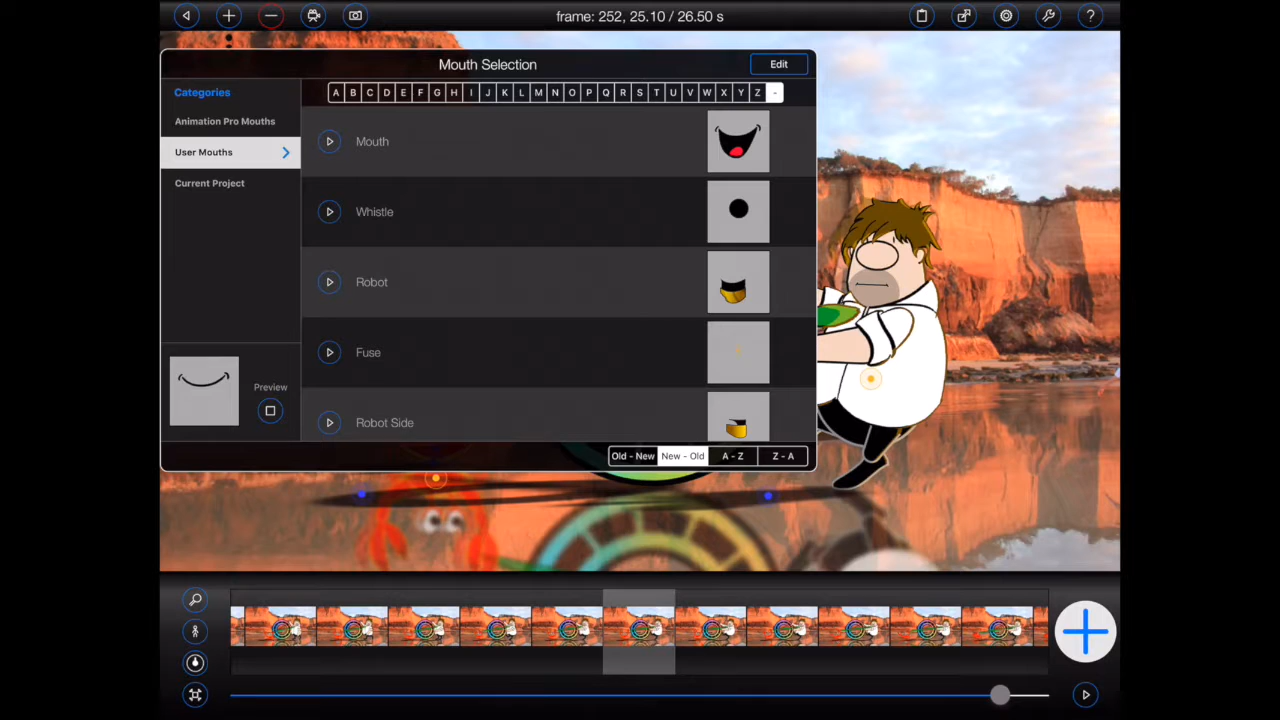 frame: 252, 25.10 / 26.50 s
?
Mouth Selection
Edit
Categories
A B C D E F G H I J K L M N O P Q R S T U V W X Y Z -
Animation Pro Mouths
User Mouths
Current Project
Mouth
Whistle
Robot
Fuse
Robot Side
Preview
Old - New New - Old A - Z Z - A